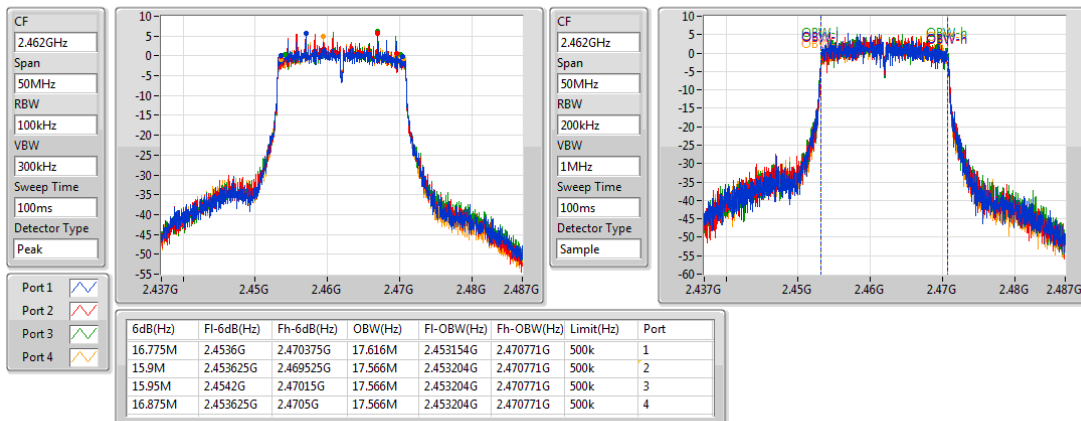 CF
2.462GHz
Span
50MHz
RBW
100kHz
VBW
300kHz
Sweep Time
100ms
Detector Type
Peak
10
5
0
-5
-10
-15
-20
-25
-30
-35
-40
-45
-50
-55
2.437G 2.45G 2.46G 2.47G 2.487G
CF
2.462GHz
Span
50MHz
RBW
200kHz
VBW
1MHz
Sweep Time
100ms
Detector Type
Sample
10
5
0
-5
-10
-15
-20
-25
-30
-35
-40
-45
-50
-55
-60
2.437G 2.45G 2.46G 2.47G 2.48G 2.487G
Port 1
Port 2
Port 3
Port 4
6dB(Hz) Fl-6dB(Hz) Fh-6dB(Hz) OBW(Hz) Fl-OBW(Hz) Fh-OBW(Hz) Limit(Hz) Port
16.775M 2.4536G 2.470375G 17.616M 2.453154G 2.470771G 500k 1
15.9M 2.453625G 2.469525G 17.566M 2.453204G 2.470771G 500k 2
15.95M 2.4542G 2.47015G 17.566M 2.453204G 2.470771G 500k 3
16.875M 2.453625G 2.4705G 17.566M 2.453204G 2.470771G 500k 4